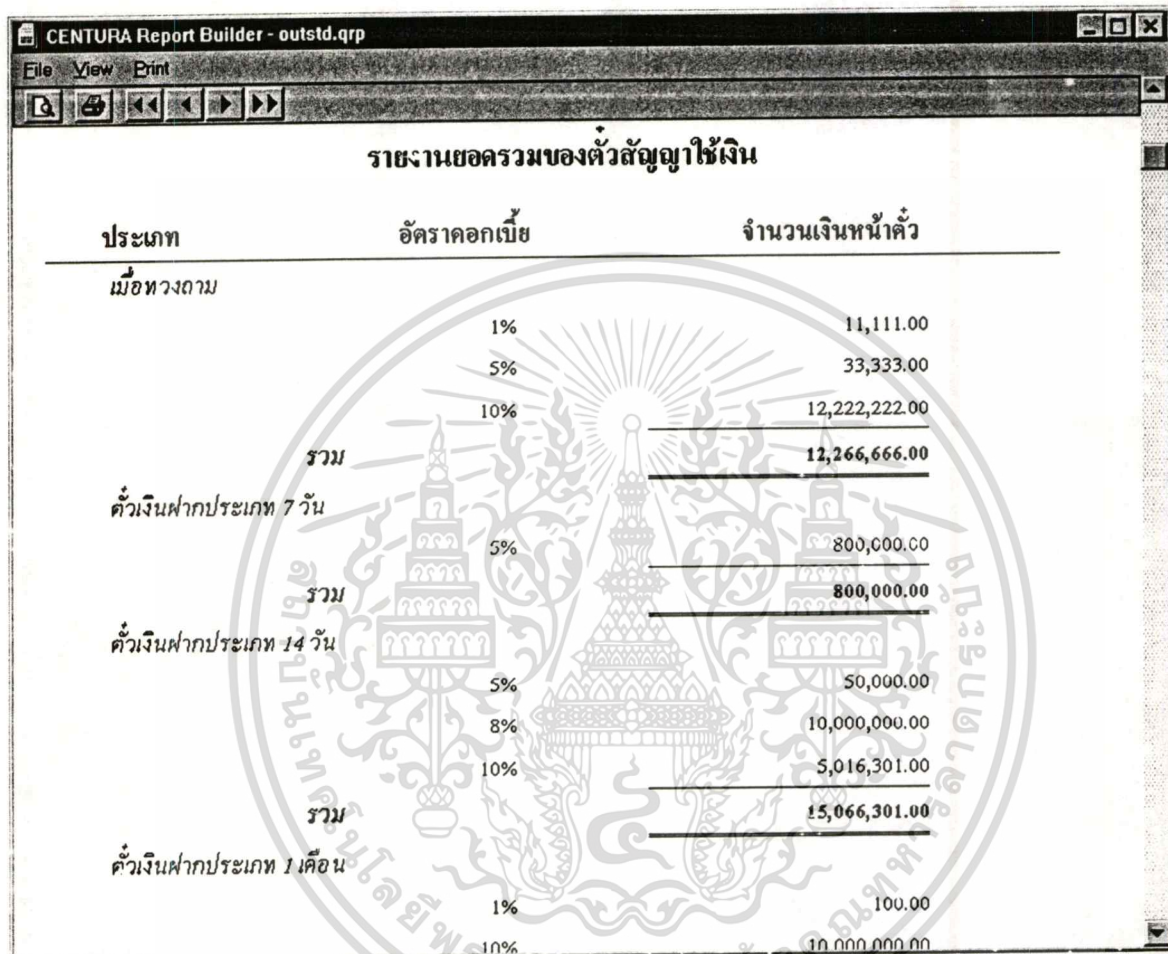 CENTURA Report Builder - outstd.qrp
File View Print
รายงานยอดรวมของตั๋วสัญญาใช้เงิน
ประเภท อัตราดอกเบี้ย จำนวนเงินหน้าตั๋ว
เมื่อทวงถาม
1% 11,111.00
5% 33,333.00
10% 12,222,222.00
รวม 12,266,666.00
ตั๋วเงินฝากประเภท 7 วัน
5% 800,000.00
รวม 800,000.00
ตั๋วเงินฝากประเภท 14 วัน
5% 50,000.00
8% 10,000,000.00
10% 5,016,301.00
รวม 15,066,301.00
ตั๋วเงินฝากประเภท 1 เดือน
1% 100.00
10% 10,000,000.00